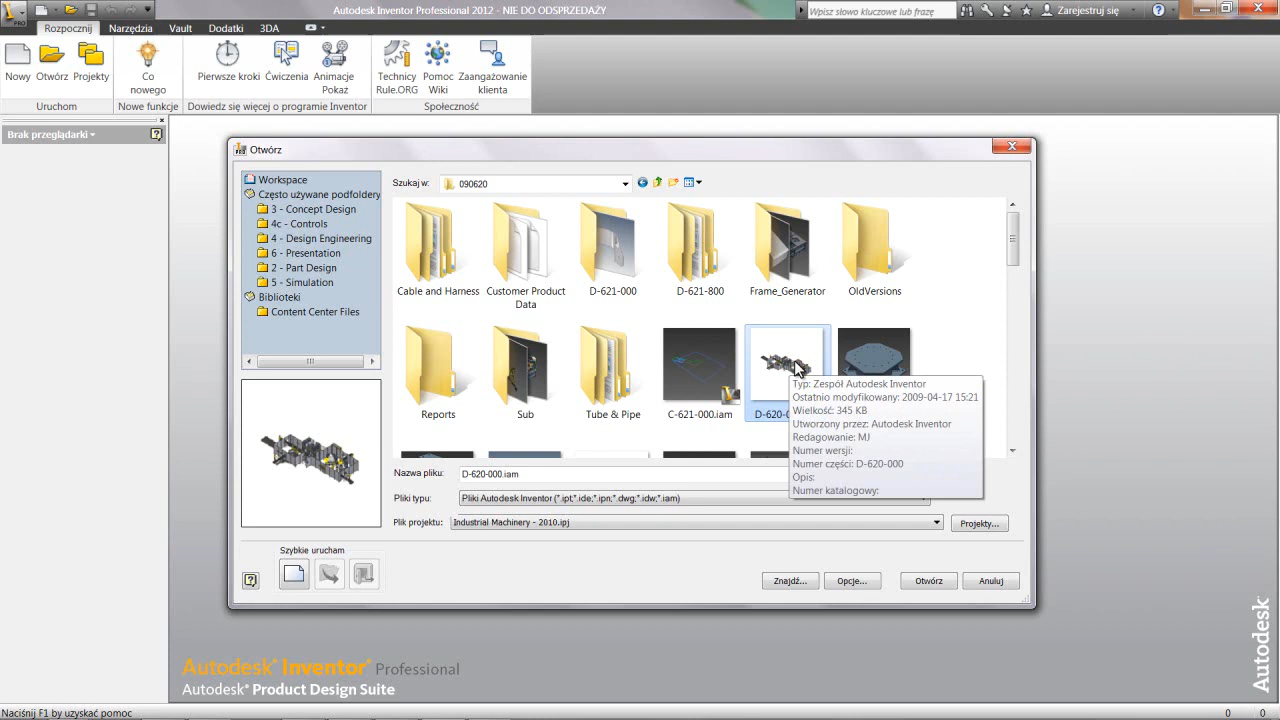 Autodesk Inventor Professional 2012 - NIE DO ODSPRZEDAŻY
Wpisz słowo kluczowe lub frazę
Zarejestruj się
PRO
Rozpocznij Narzędzia Vault Dodatki 3DA
Nowy Otwórz Projekty
Co nowego
Pierwsze kroki Ćwiczenia Animacje Pokaż
Technicy Rule.ORG Pomoc Wiki Zaangażowanie klienta
Uruchom Nowe funkcje Dowiedz się więcej o programie Inventor Społeczność
Brak przeglądarki
Otwórz
Workspace
Często używane podfoldery
3 - Concept Design
4c - Controls
4 - Design Engineering
6 - Presentation
2 - Part Design
5 - Simulation
Biblioteki
Content Center Files
Szukaj w: 090620
Cable and Harness Customer Product Data D-621-000 D-621-800 Frame_Generator OldVersions
Reports Sub Tube & Pipe C-621-000.iam D-620-0
Typ: Zespół Autodesk Inventor
Ostatnio modyfikowany: 2009-04-17 15:21
Wielkość: 345 KB
Utworzony przez: Autodesk Inventor
Redagowanie: MJ
Numer wersji:
Numer części: D-620-000
Opis:
Numer katalogowy:
Nazwa pliku: D-620-000.iam
Pliki typu: Pliki Autodesk Inventor (*.ipt;*.ide;*.ipn;*.dwg;*.idw;*.iam)
Plik projektu: Industrial Machinery - 2010.ipj Projekty...
Szybkie urucham
Znajdź... Opcje... Otwórz Anuluj
Autodesk® Inventor® Professional
Autodesk® Product Design Suite
Autodesk
Naciśnij F1 by uzyskać pomoc
0 0